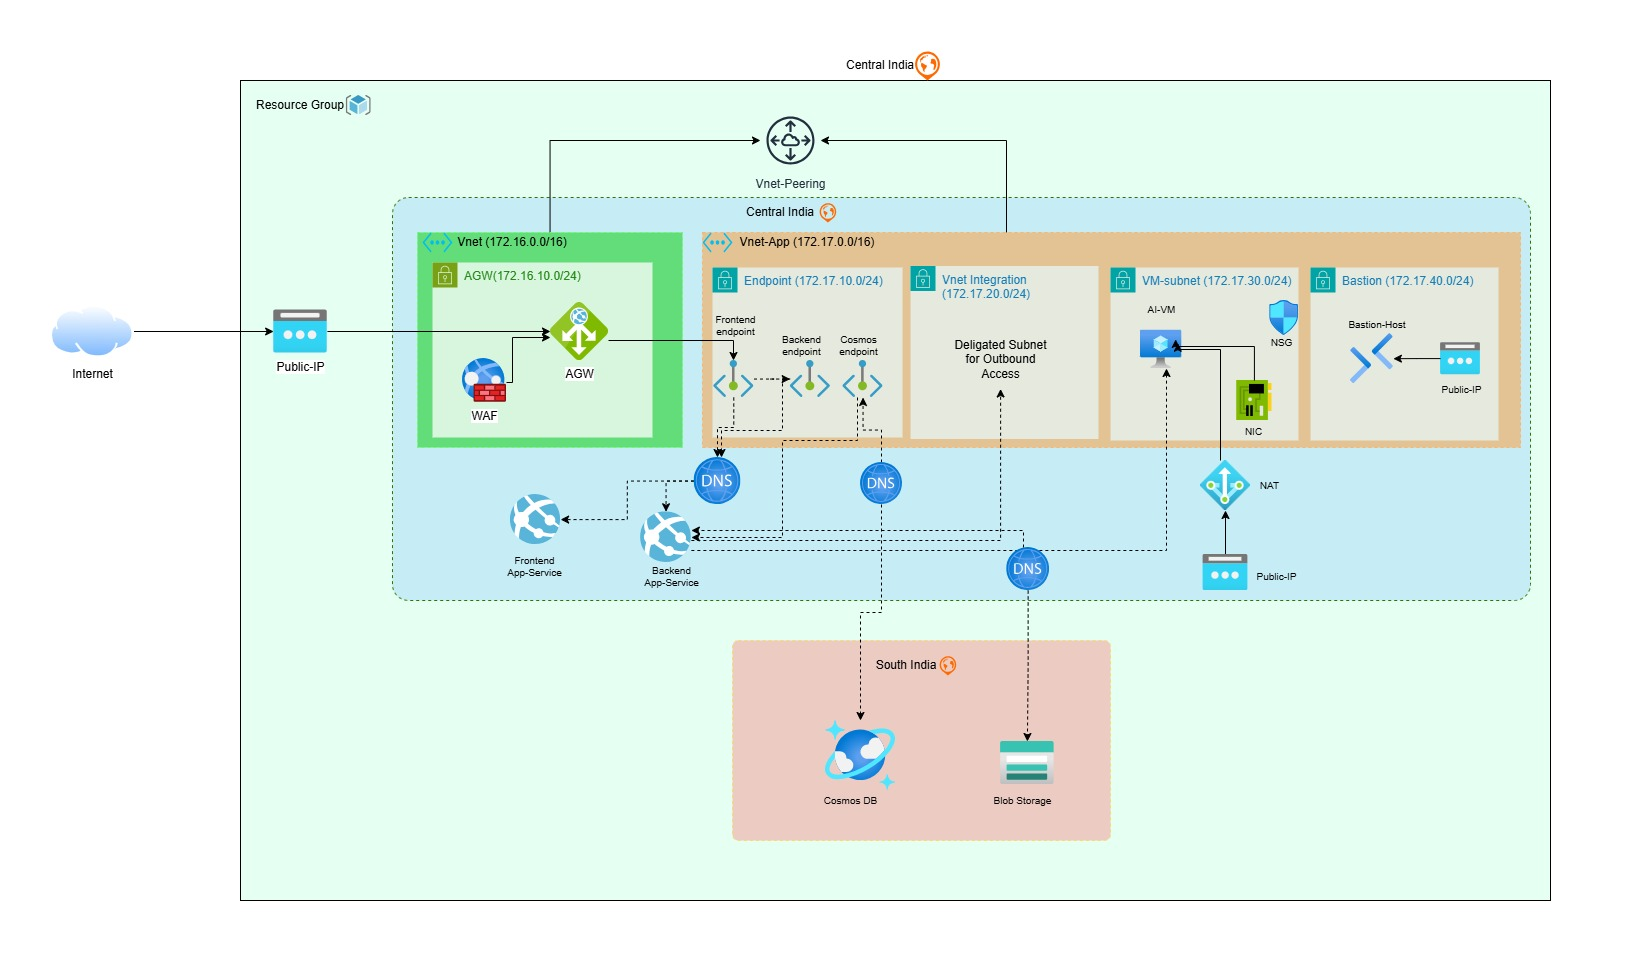 Central India
Resource Group
Vnet-Peering
Central India
Vnet (172.16.0.0/16)
Vnet-App (172.17.0.0/16)
AGW(172.16.10.0/24)
Endpoint (172.17.10.0/24)
Vnet Integration
(172.17.20.0/24)
VM-subnet (172.17.30.0/24)
Bastion (172.17.40.0/24)
Internet
Public-IP
AGW
WAF
Frontend
endpoint
Backend
endpoint
Cosmos
endpoint
Deligated Subnet
for Outbound
Access
AI-VM
NSG
NIC
Bastion-Host
Public-IP
DNS
DNS
NAT
Frontend
App-Service
Backend
App-Service
DNS
Public-IP
South India
Cosmos DB
Blob Storage